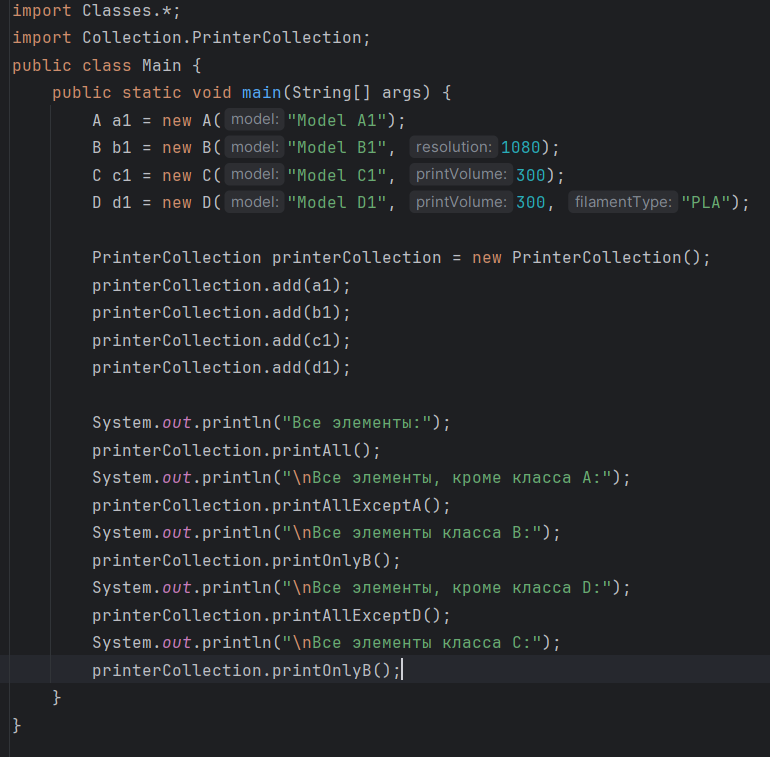 import Classes.*;
import Collection.PrinterCollection;
public class Main {
public static void main(String[] args) {
A a1 = new A( model: "Model A1");
B b1 = new B( model: "Model B1", resolution: 1080);
C c1 = new C( model: "Model C1", printVolume: 300);
D d1 = new D( model: "Model D1", printVolume: 300, filamentType: "PLA");
PrinterCollection printerCollection = new PrinterCollection();
printerCollection.add(a1);
printerCollection.add(b1);
printerCollection.add(c1);
printerCollection.add(d1);
System.out.println("Все элементы:");
printerCollection.printAll();
System.out.println("\nВсе элементы, кроме класса A:");
printerCollection.printAllExceptA();
System.out.println("\nВсе элементы класса B:");
printerCollection.printOnlyB();
System.out.println("\nВсе элементы, кроме класса D:");
printerCollection.printAllExceptD();
System.out.println("\nВсе элементы класса C:");
printerCollection.printOnlyB();
}
}